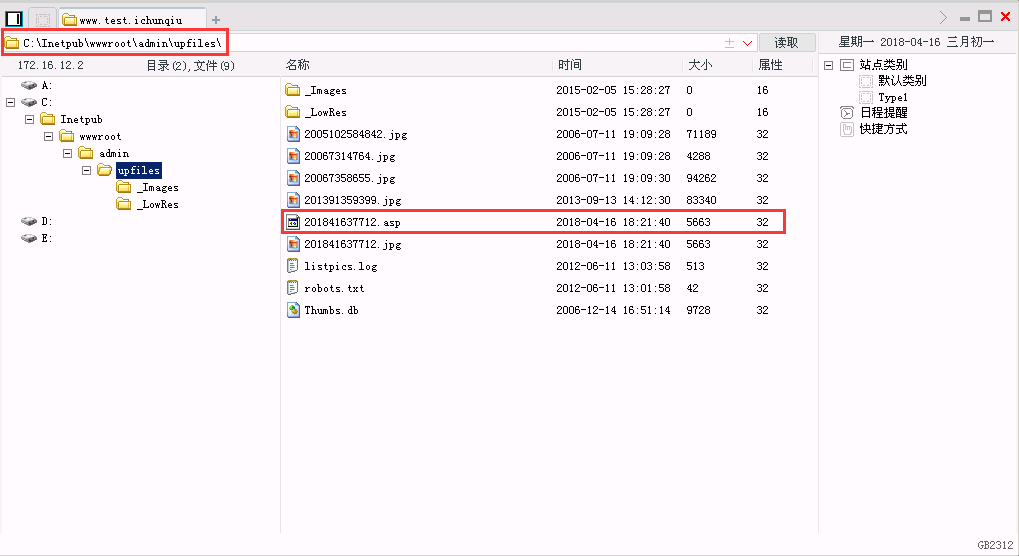 www.test.ichunqiu
C:\Inetpub\wwwroot\admin\upfiles\ 读取 星期一 2018-04-16 三月初一
172.16.12.2 目录(2),文件(9) 名称 时间 大小 属性
A:
C:
Inetpub
wwwroot
admin
upfiles
_Images
_LowRes
D:
E:
_Images 2015-02-05 15:28:27 0 16
_LowRes 2015-02-05 15:28:27 0 16
2005102584842.jpg 2006-07-11 19:09:28 71189 32
20067314764.jpg 2006-07-11 19:09:28 4288 32
20067358655.jpg 2006-07-11 19:09:30 94262 32
201391359399.jpg 2013-09-13 14:12:30 83340 32
201841637712.asp 2018-04-16 18:21:40 5663 32
201841637712.jpg 2018-04-16 18:21:40 5663 32
listpics.log 2012-06-11 13:03:58 513 32
robots.txt 2012-06-11 13:01:58 42 32
Thumbs.db 2006-12-14 16:51:14 9728 32
站点类别
默认类别
Type1
日程提醒
快捷方式
GB2312